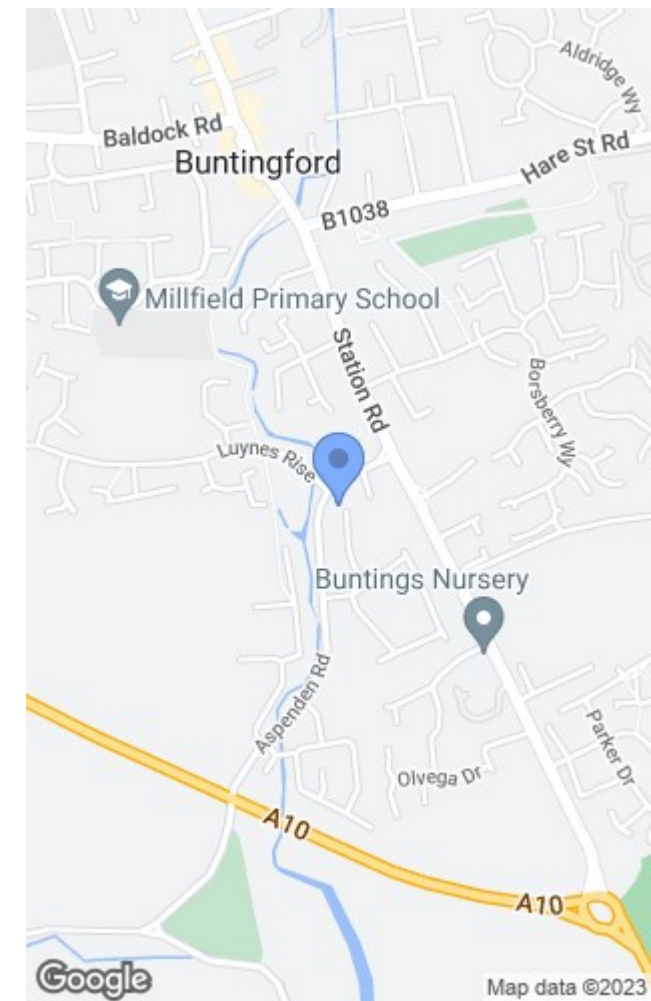 Aldridge Wy
Baldock Rd
Buntingford
Hare St Rd
B1038
Millfield Primary School
Station Rd
Borsberry Wy
Luynes Rise
Buntings Nursery
Aspenden Rd
Parker Dr
Olvega Dr
A10
A10
Google
Map data ©2023